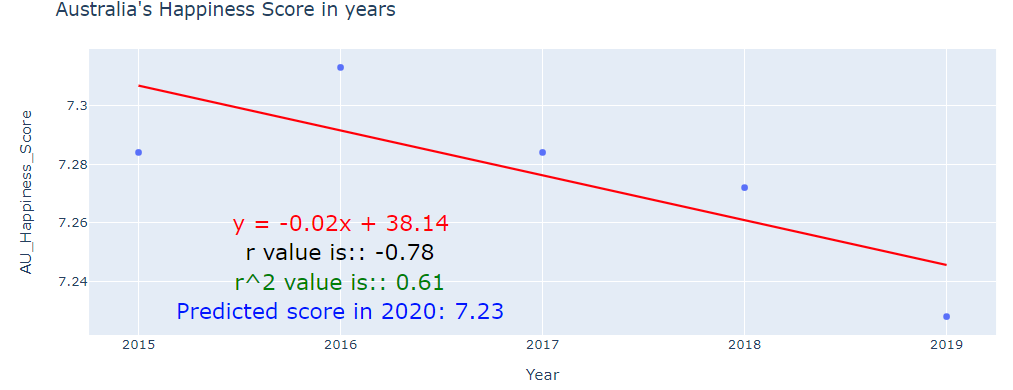 Australia's Happiness Score in years
AU_Happiness_Score
7.3
7.28
7.26
7.24
y = -0.02x + 38.14
r value is:: -0.78
r^2 value is:: 0.61
Predicted score in 2020: 7.23
2015 2016 2017 2018 2019
Year